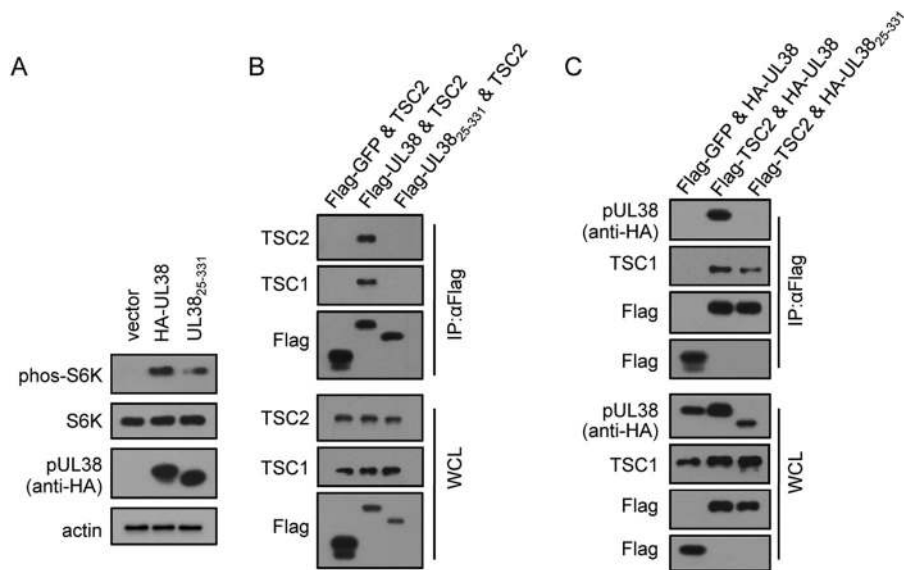 A
vector
HA-UL38
UL38₂₅₋₃₃₁
phos-S6K
S6K
pUL38
(anti-HA)
actin
B
Flag-GFP & TSC2
Flag-UL38 & TSC2
Flag-UL38₂₅₋₃₃₁ & TSC2
TSC2
TSC1
Flag
IP:αFlag
TSC2
TSC1
Flag
WCL
C
Flag-GFP & HA-UL38
Flag-TSC2 & HA-UL38
Flag-TSC2 & HA-UL38₂₅₋₃₃₁
pUL38
(anti-HA)
TSC1
Flag
Flag
IP:αFlag
pUL38
(anti-HA)
TSC1
Flag
Flag
WCL